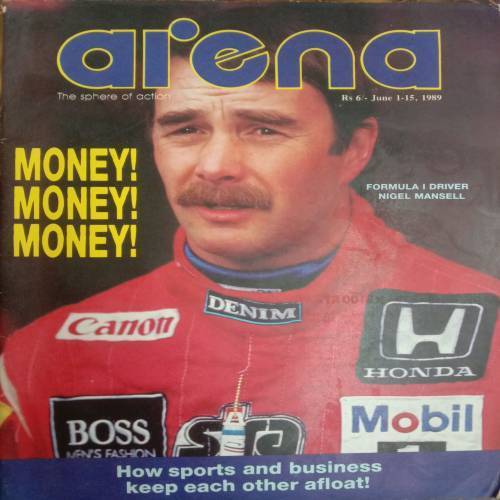 arena
The sphere of action
Rs 6/- June 1-15, 1989
MONEY!
MONEY!
MONEY!
FORMULA I DRIVER
NIGEL MANSELL
DENIM
Canon
HONDA
BOSS
MEN'S FASHION
Mobil
1
How sports and business
keep each other afloat!